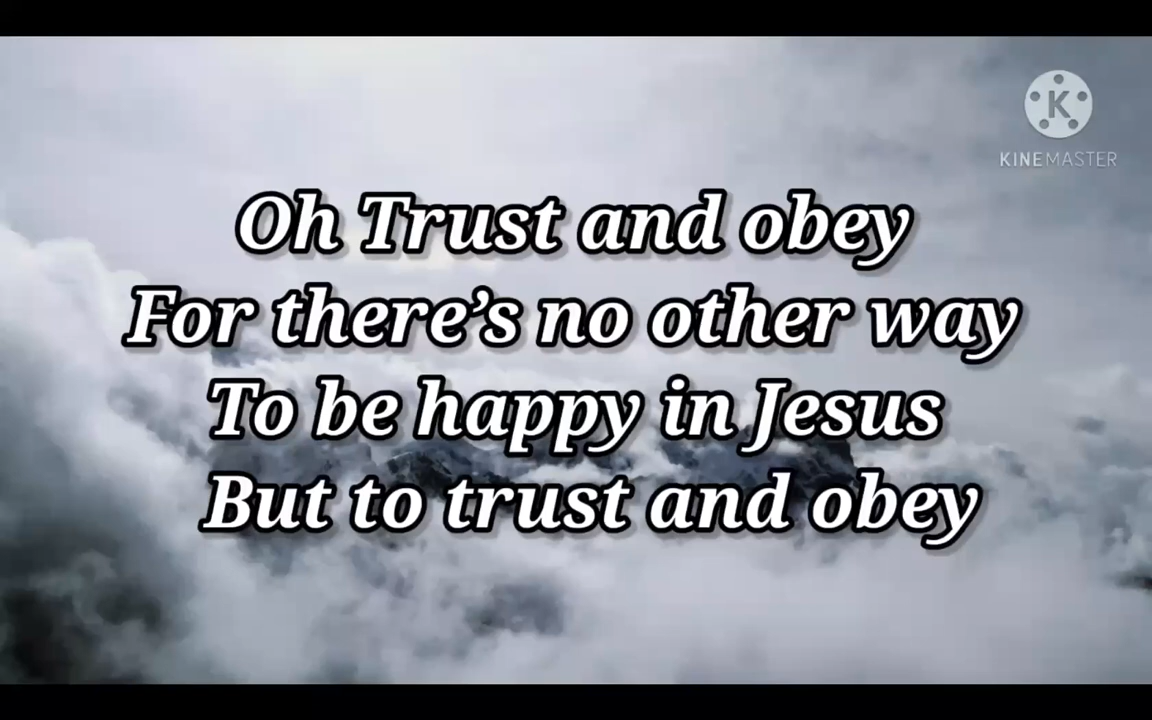 K
KINEMASTER
Oh Trust and obey
For there's no other way
To be happy in Jesus
But to trust and obey